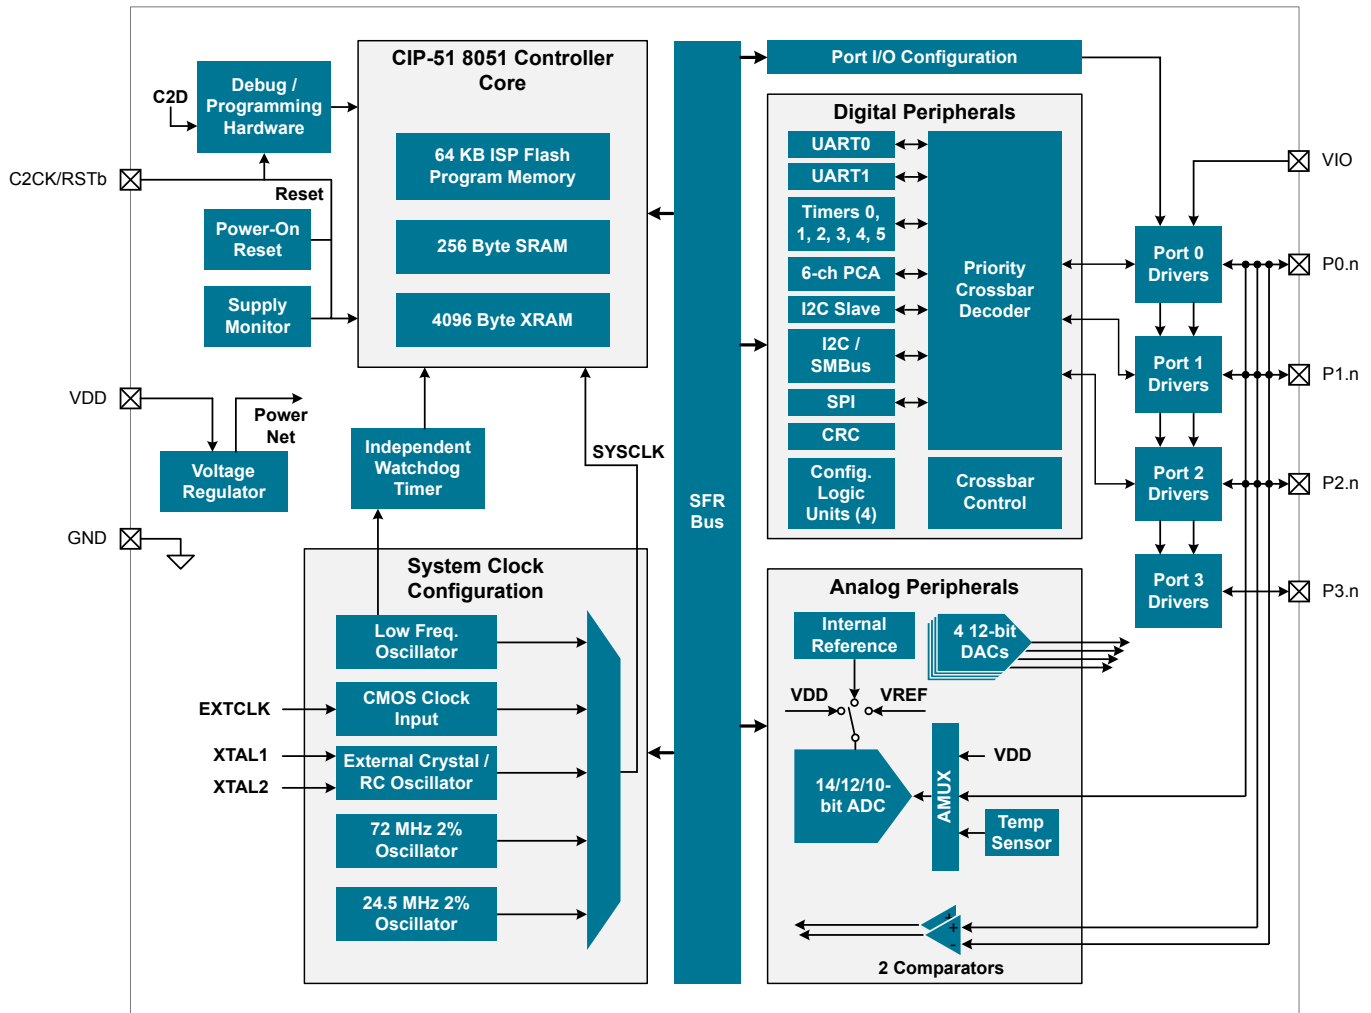 CIP-51 8051 Controller
Core
64 KB ISP Flash
Program Memory
256 Byte SRAM
4096 Byte XRAM
C2D
Debug /
Programming
Hardware
C2CK/RSTb
Reset
Power-On
Reset
Supply
Monitor
VDD
Power
Net
Voltage
Regulator
GND
Independent
Watchdog
Timer
SYSCLK
System Clock
Configuration
Low Freq.
Oscillator
EXTCLK
CMOS Clock
Input
XTAL1
XTAL2
External Crystal /
RC Oscillator
72 MHz 2%
Oscillator
24.5 MHz 2%
Oscillator
SFR
Bus
Port I/O Configuration
Digital Peripherals
UART0
UART1
Timers 0,
1, 2, 3, 4, 5
6-ch PCA
I2C Slave
I2C /
SMBus
SPI
CRC
Config.
Logic
Units (4)
Priority
Crossbar
Decoder
Crossbar
Control
Analog Peripherals
Internal
Reference
4 12-bit
DACs
VDD
VREF
14/12/10-
bit ADC
AMUX
VDD
Temp
Sensor
+
+
-
2 Comparators
Port 0
Drivers
Port 1
Drivers
Port 2
Drivers
Port 3
Drivers
VIO
P0.n
P1.n
P2.n
P3.n